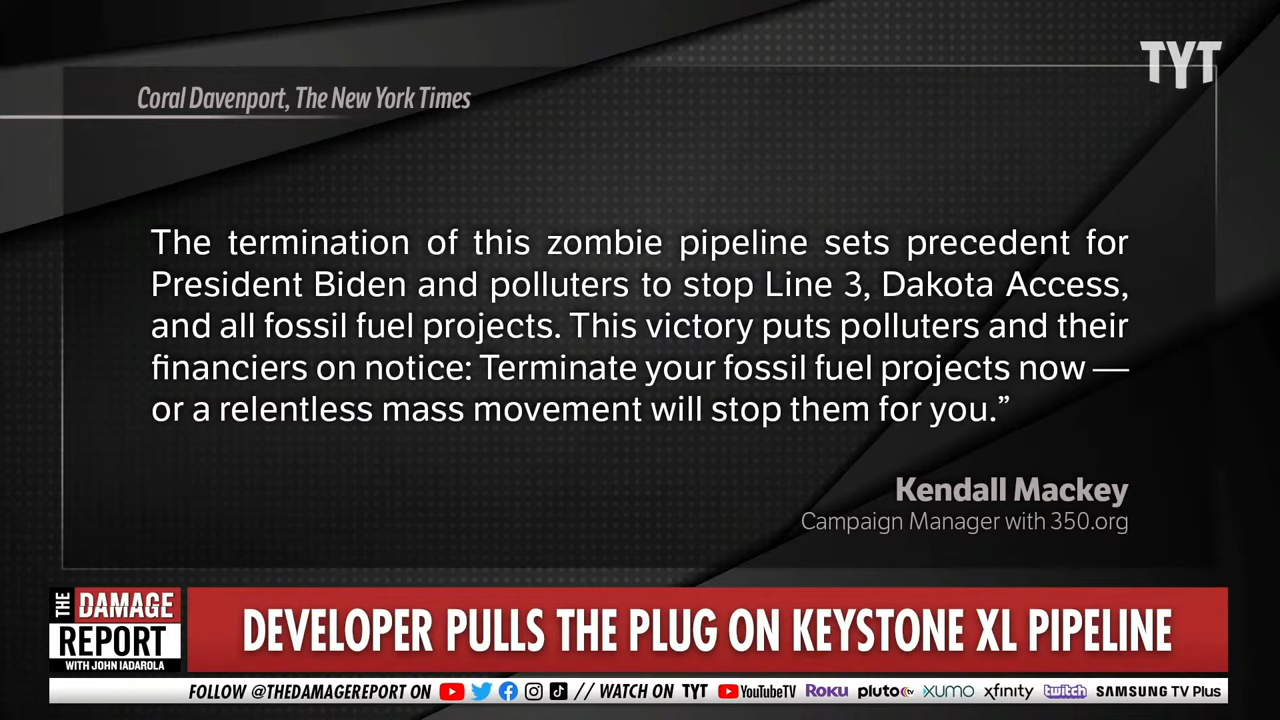 TYT
Coral Davenport, The New York Times
The termination of this zombie pipeline sets precedent for
President Biden and polluters to stop Line 3, Dakota Access,
and all fossil fuel projects. This victory puts polluters and their
financiers on notice: Terminate your fossil fuel projects now —
or a relentless mass movement will stop them for you.”
Kendall Mackey
Campaign Manager with 350.org
THE DAMAGE
REPORT
WITH JOHN IADAROLA
DEVELOPER PULLS THE PLUG ON KEYSTONE XL PIPELINE
FOLLOW @THEDAMAGEREPORT ON // WATCH ON TYT YouTubeTV Roku pluto tv xumo xfinity twitch SAMSUNG TV Plus